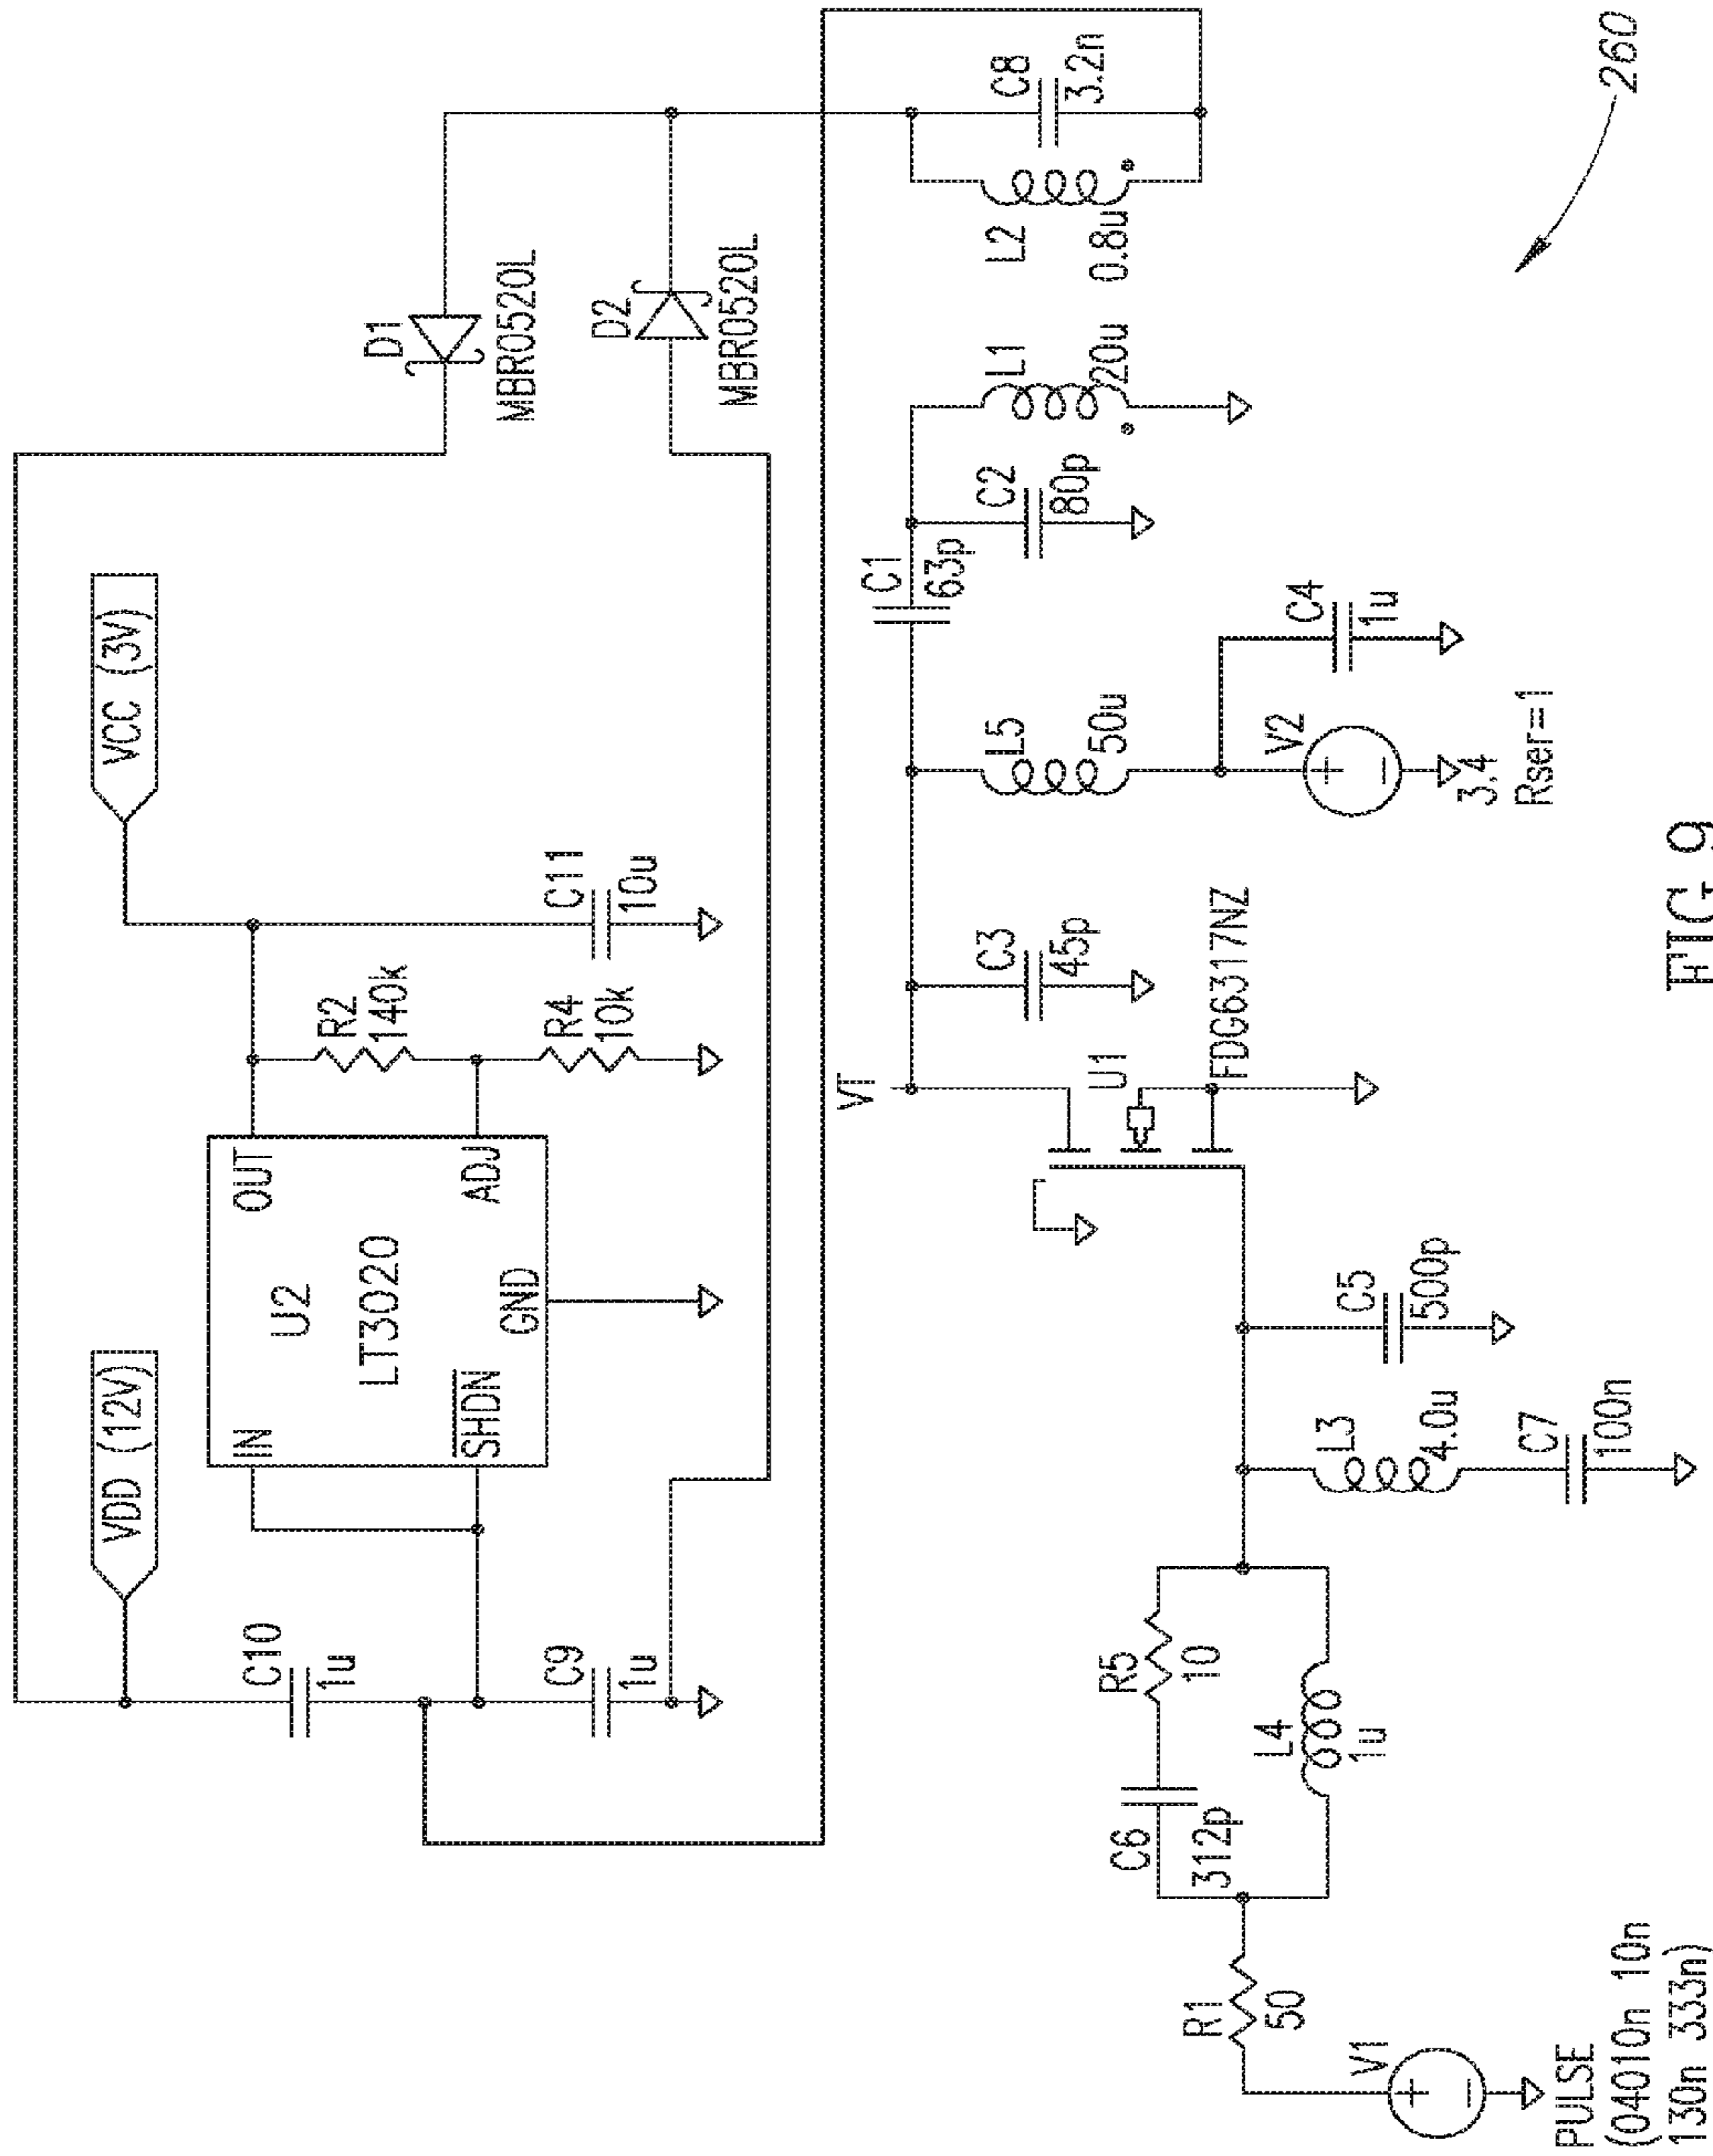 VDD (12V)
VCC (3V)
C10
1u
IN
OUT
U2
LT3020
SHDN
ADJ
GND
C9
1u
R2
140k
R4
10k
C11
10u
D1
MBR0520L
D2
MBR0520L
VT
U1
FDG6317NZ
C3
45p
L5
50u
V2
3.4
Rser=1
C4
1u
C1
63p
C2
80p
L1
20u
L2
0.8u
C8
3.2n
V1
PULSE
(04010n 10n
130n 333n)
R1
50
C6
312p
R5
10
L4
1u
L3
4.0u
C7
100n
C5
500p
260
FIG. 9